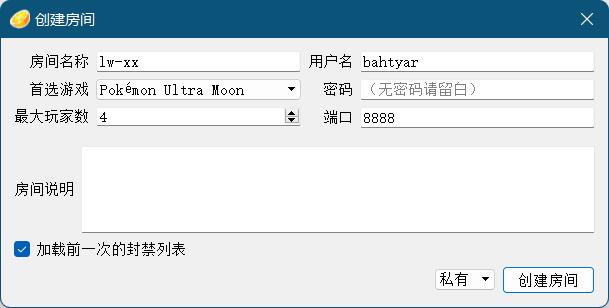 创建房间
房间名称 lw-xx 用户名 bahtyar
首选游戏 Pokémon Ultra Moon 密码 （无密码请留白）
最大玩家数 4 端口 8888
房间说明
加载前一次的封禁列表
私有 创建房间